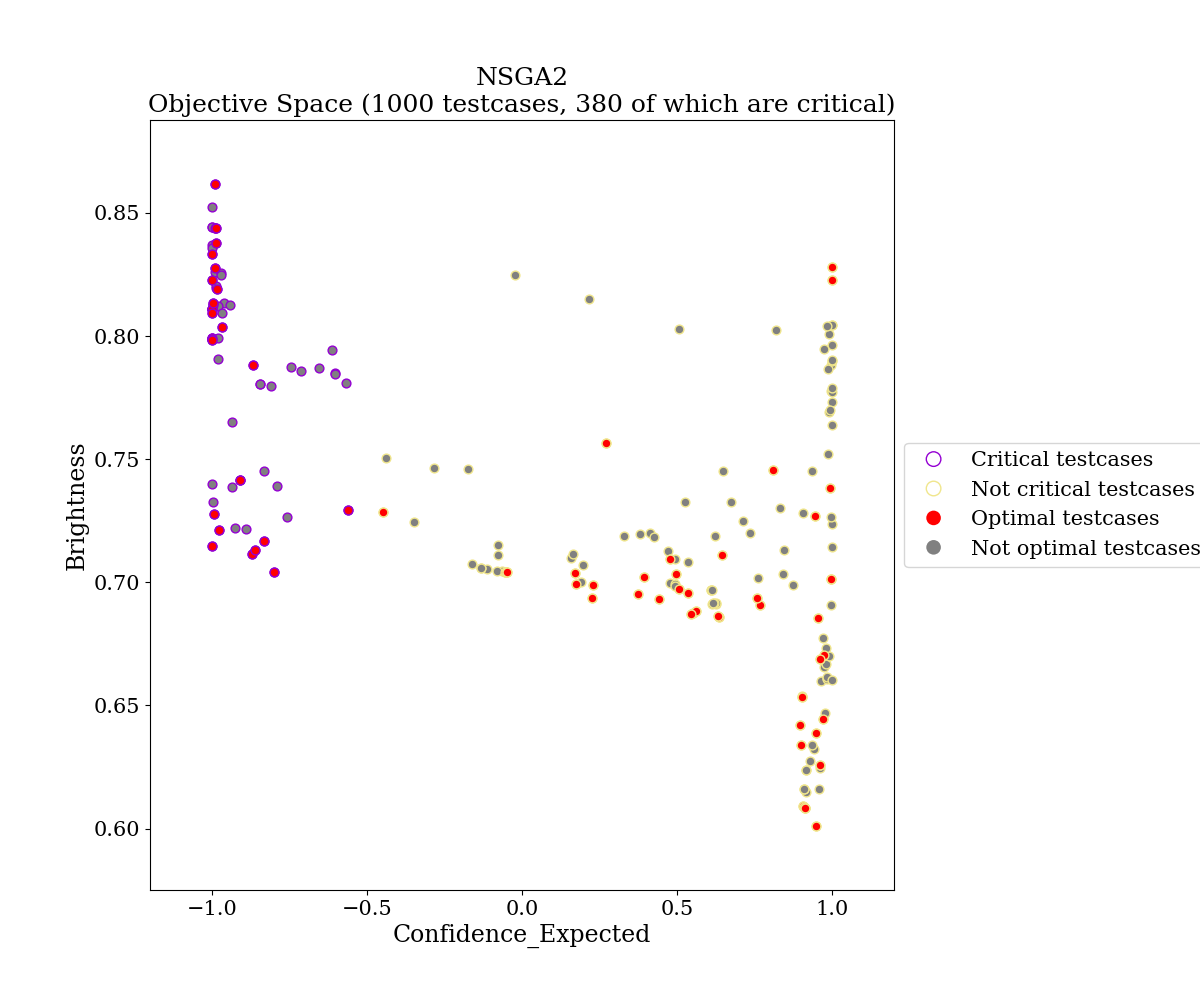 NSGA2
Objective Space (1000 testcases, 380 of which are critical)
0.85
0.80
0.75
0.70
0.65
0.60
Brightness
−1.0
−0.5
0.0
0.5
1.0
Confidence_Expected
Critical testcases
Not critical testcases
Optimal testcases
Not optimal testcases